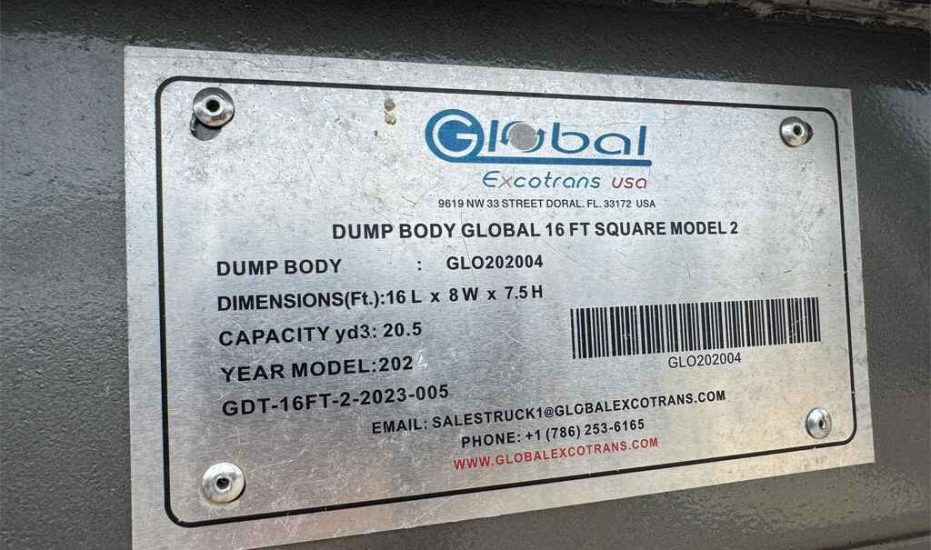 Global
Excotrans usa
9619 NW 33 STREET DORAL. FL. 33172 USA
DUMP BODY GLOBAL 16 FT SQUARE MODEL 2
DUMP BODY : GLO202004
DIMENSIONS(Ft.):16 L x 8 W x 7.5 H
CAPACITY yd3: 20.5
GLO202004
YEAR MODEL:
GDT-16FT-2-2023-005
EMAIL: SALESTRUCK1@GLOBALEXCOTRANS.COM
PHONE: +1 (786) 253-6165
WWW.GLOBALEXCOTRANS.COM